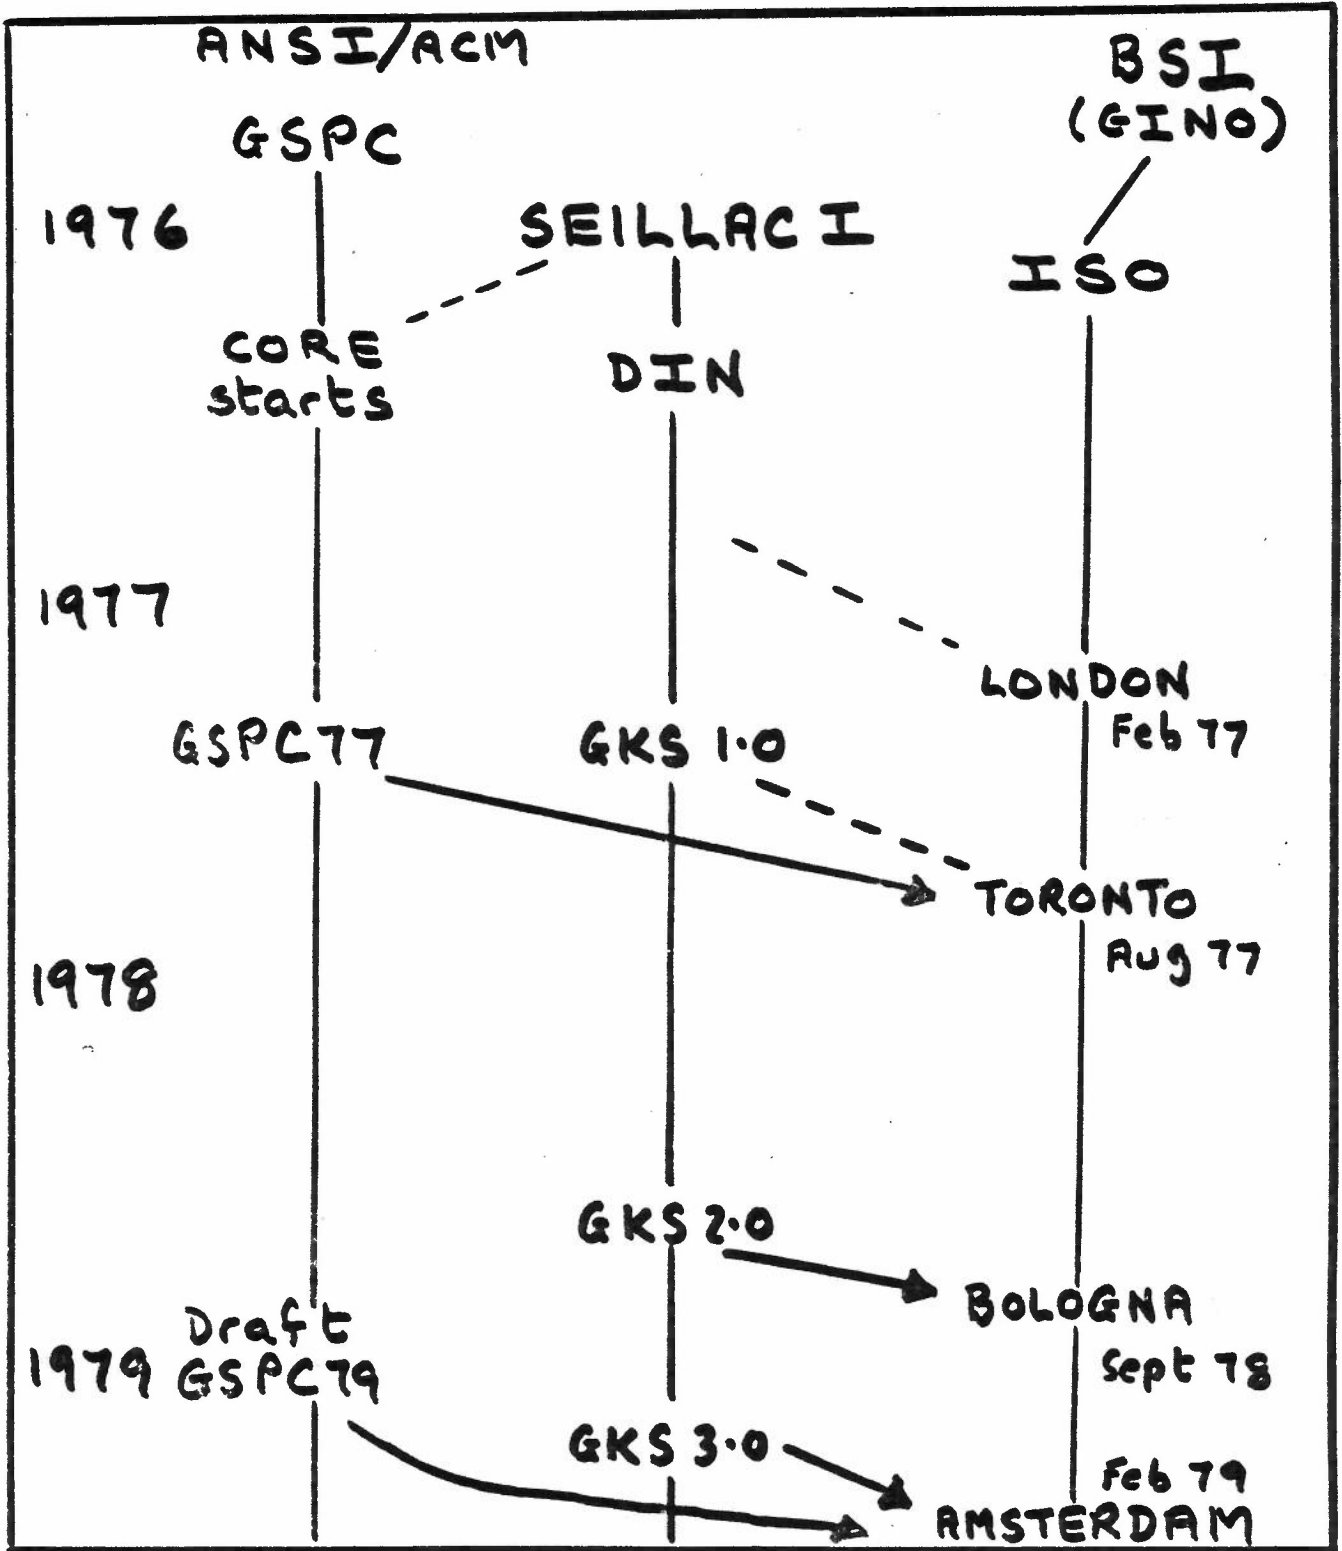 ANSI/ACM
BSI
(GINO)
GSPC
1976
SEILLAC I
ISO
CORE
starts
DIN
1977
LONDON
Feb 77
GSPC77
GKS 1.0
TORONTO
Aug 77
1978
GKS 2.0
BOLOGNA
Sept 78
Draft
1979 GSPC79
GKS 3.0
Feb 79
AMSTERDAM